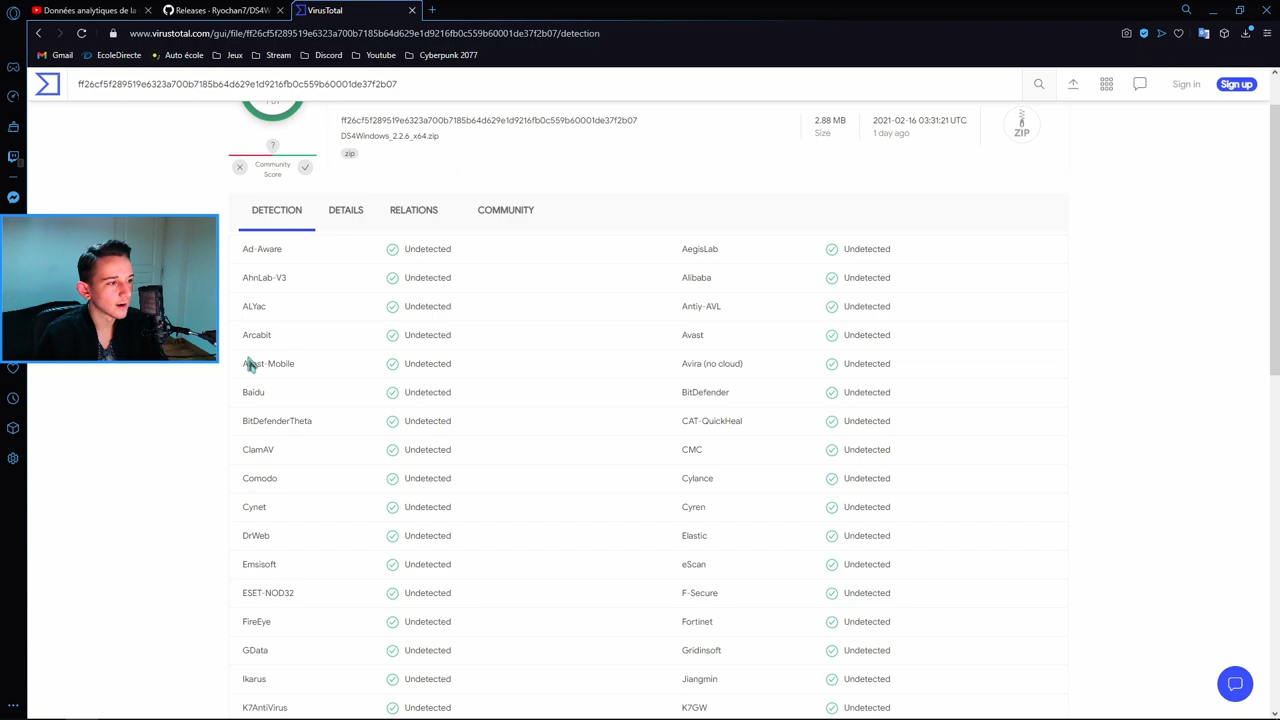 Données analytiques de la
Releases - Ryochan7/DS4W
VirusTotal
www.virustotal.com/gui/file/ff26cf5f289519e6323a700b7185b64d629e1d9216fb0c559b60001de37f2b07/detection
Gmail
EcoleDirecte
Auto école
Jeux
Stream
Discord
Youtube
Cyberpunk 2077
ff26cf5f289519e6323a700b7185b64d629e1d9216fb0c559b60001de37f2b07
Sign in
Sign up
ff26cf5f289519e6323a700b7185b64d629e1d9216fb0c559b60001de37f2b07
DS4Windows_2.2.6_x64.zip
zip
2.88 MB
Size
2021-02-16 03:31:21 UTC
1 day ago
ZIP
?
Community
Score
DETECTION
DETAILS
RELATIONS
COMMUNITY
Ad-Aware Undetected AegisLab Undetected
AhnLab-V3 Undetected Alibaba Undetected
ALYac Undetected Antiy-AVL Undetected
Arcabit Undetected Avast Undetected
Avast-Mobile Undetected Avira (no cloud) Undetected
Baidu Undetected BitDefender Undetected
BitDefenderTheta Undetected CAT-QuickHeal Undetected
ClamAV Undetected CMC Undetected
Comodo Undetected Cylance Undetected
Cynet Undetected Cyren Undetected
DrWeb Undetected Elastic Undetected
Emsisoft Undetected eScan Undetected
ESET-NOD32 Undetected F-Secure Undetected
FireEye Undetected Fortinet Undetected
GData Undetected Gridinsoft Undetected
Ikarus Undetected Jiangmin Undetected
K7AntiVirus Undetected K7GW Undetected